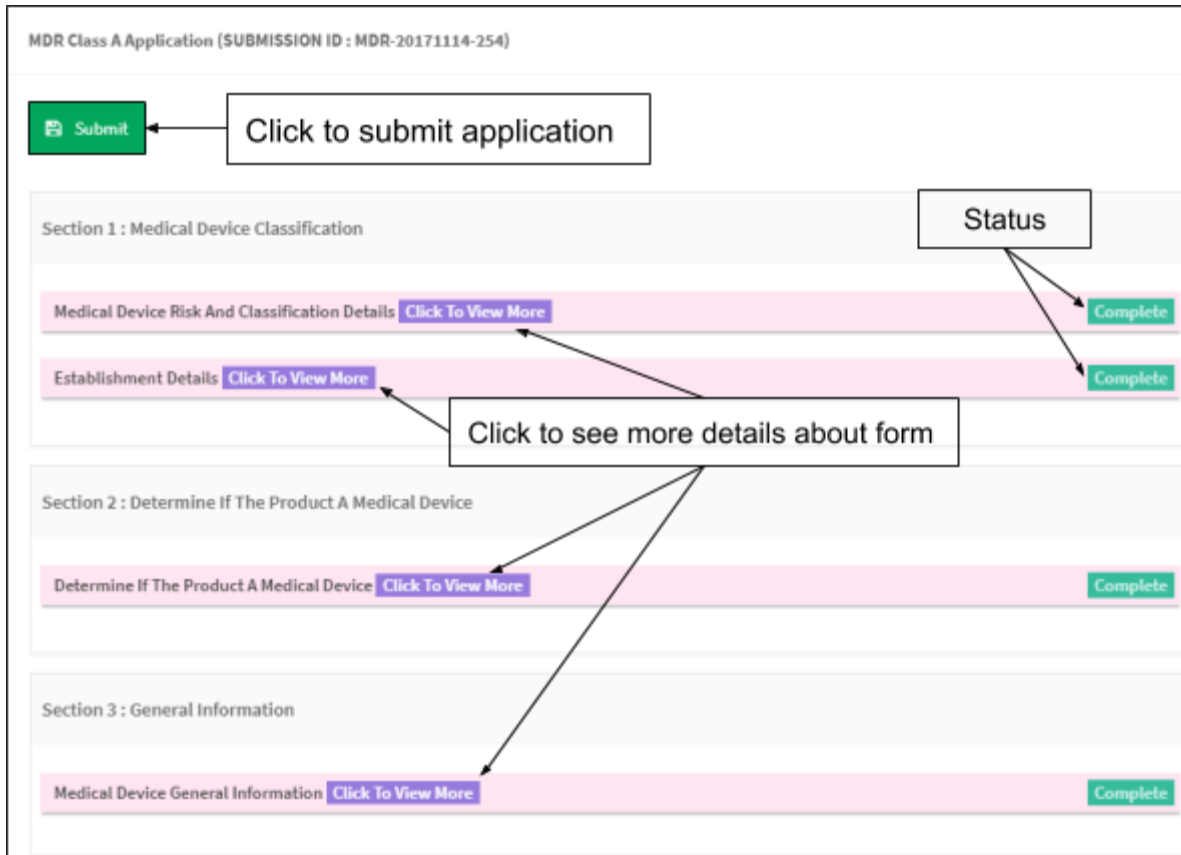 MDR Class A Application (SUBMISSION ID : MDR-20171114-254)
Submit
Click to submit application
Section 1 : Medical Device Classification
Status
Medical Device Risk And Classification Details Click To View More Complete
Establishment Details Click To View More Complete
Click to see more details about form
Section 2 : Determine If The Product A Medical Device
Determine If The Product A Medical Device Click To View More Complete
Section 3 : General Information
Medical Device General Information Click To View More Complete